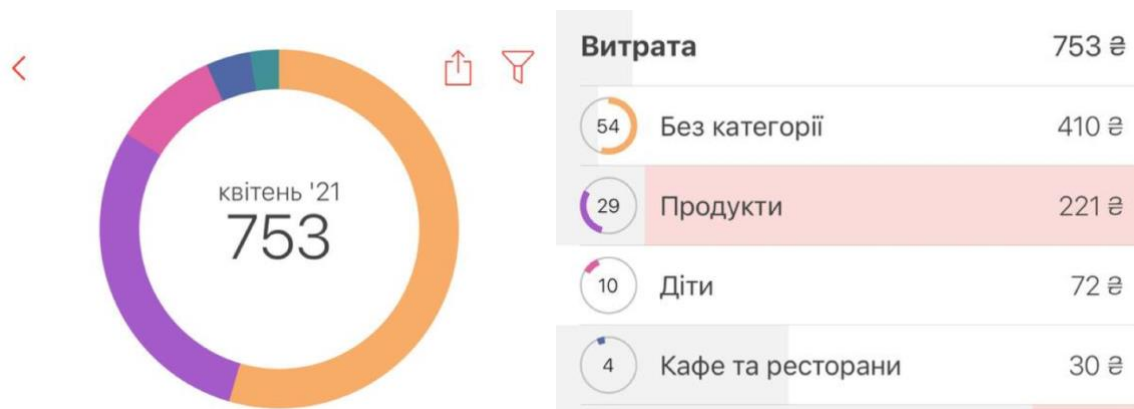 квітень '21
753
Витрата 753 ₴
54 Без категорії 410 ₴
29 Продукти 221 ₴
10 Діти 72 ₴
4 Кафе та ресторани 30 ₴